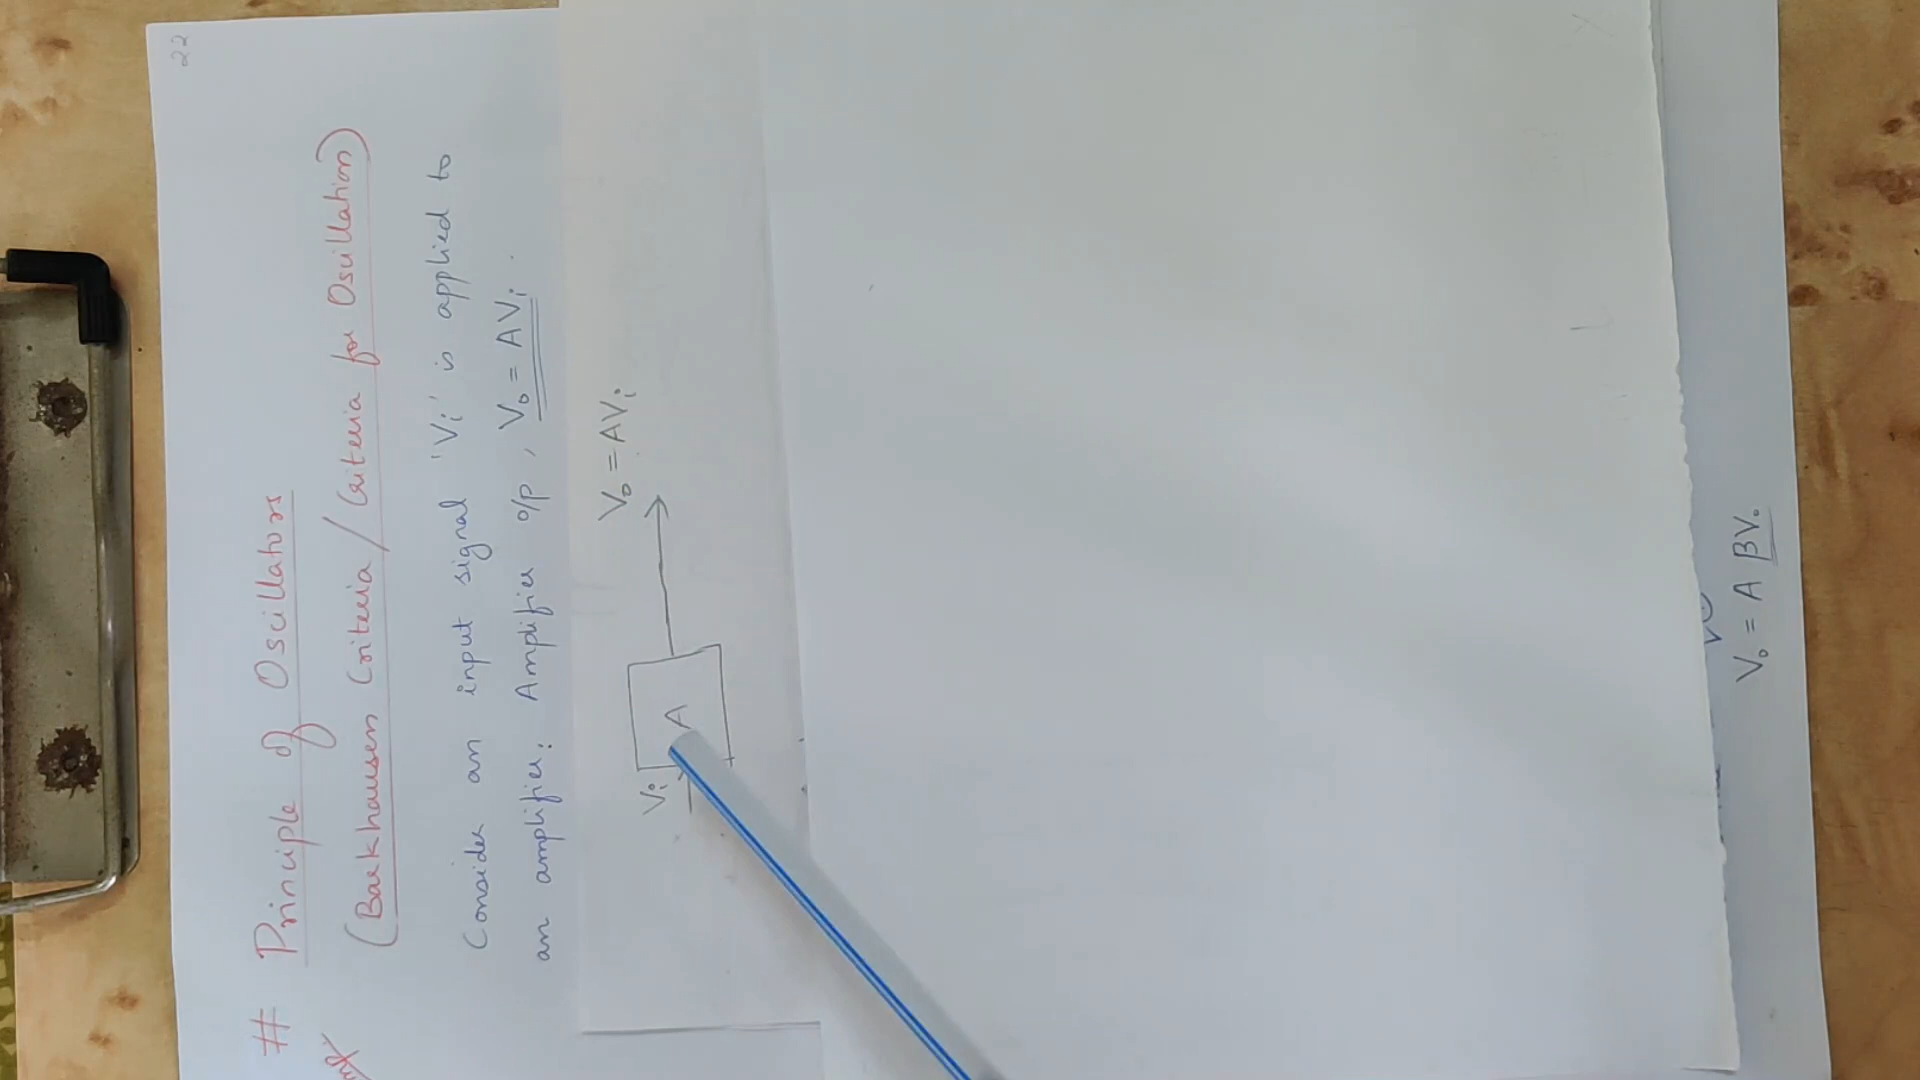 22
# Principle of Oscillators
(Barkhausen Criteria / Criteria for Oscillation)
Consider an input signal 'Vi' is applied to
an amplifier. Amplifier o/p, Vo = AVi.
Vi A Vo = AVi
Vo = A βVo